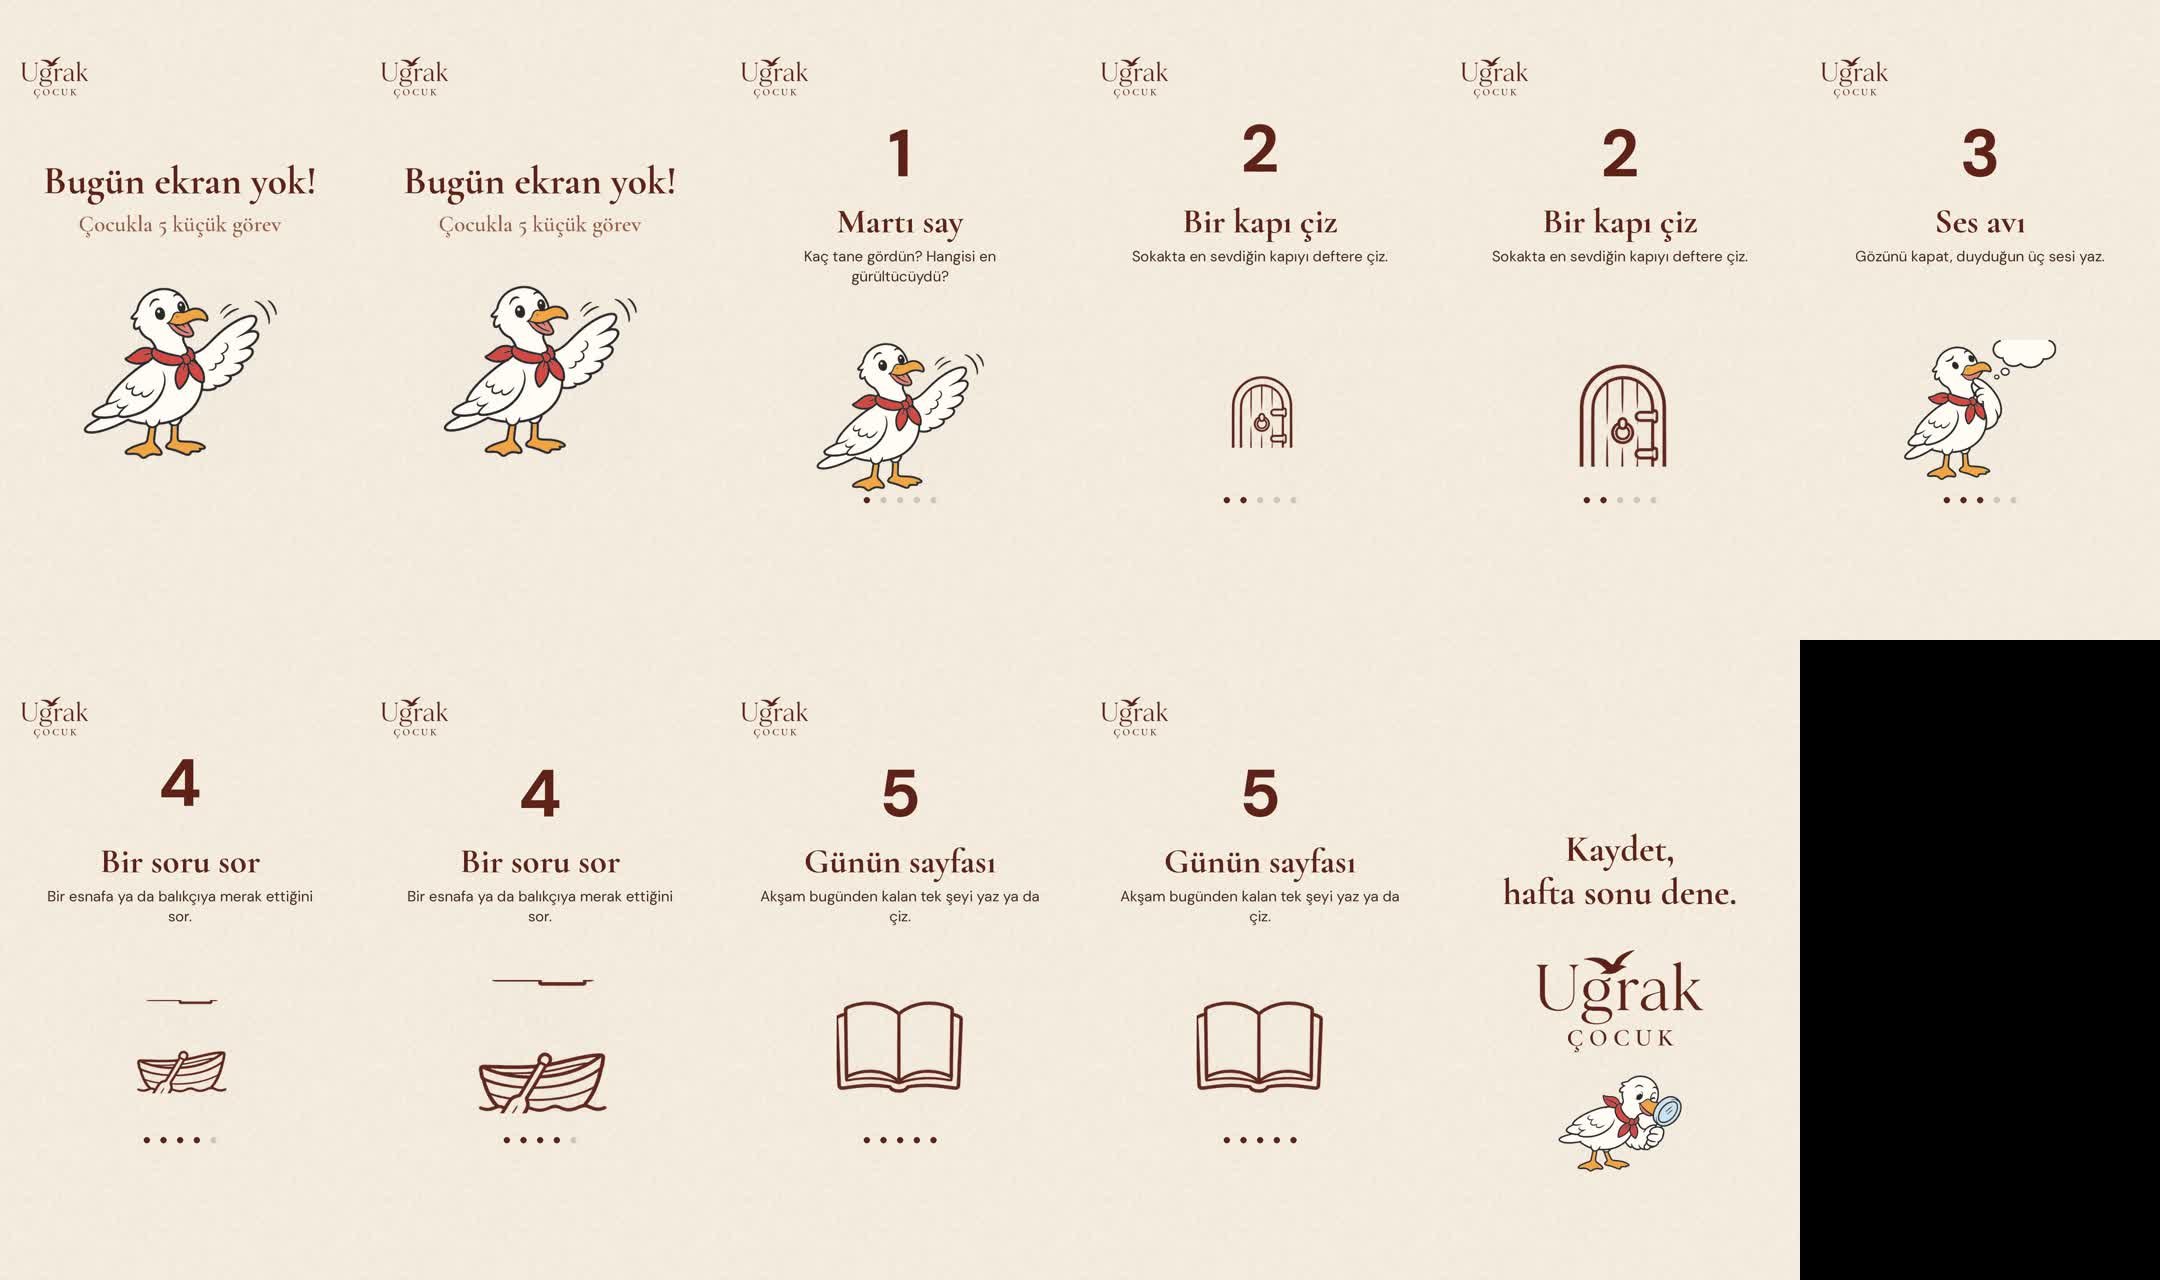 Uğrak
ÇOCUK
Bugün ekran yok!
Çocukla 5 küçük görev
Uğrak
ÇOCUK
Bugün ekran yok!
Çocukla 5 küçük görev
Uğrak
ÇOCUK
1
Martı say
Kaç tane gördün? Hangisi en
gürültücüydü?
Uğrak
ÇOCUK
2
Bir kapı çiz
Sokakta en sevdiğin kapıyı deftere çiz.
Uğrak
ÇOCUK
2
Bir kapı çiz
Sokakta en sevdiğin kapıyı deftere çiz.
Uğrak
ÇOCUK
3
Ses avı
Gözünü kapat, duyduğun üç sesi yaz.
Uğrak
ÇOCUK
4
Bir soru sor
Bir esnafa ya da balıkçıya merak ettiğini
sor.
Uğrak
ÇOCUK
4
Bir soru sor
Bir esnafa ya da balıkçıya merak ettiğini
sor.
Uğrak
ÇOCUK
5
Günün sayfası
Akşam bugünden kalan tek şeyi yaz ya da
çiz.
Uğrak
ÇOCUK
5
Günün sayfası
Akşam bugünden kalan tek şeyi yaz ya da
çiz.
Kaydet,
hafta sonu dene.
Uğrak
ÇOCUK